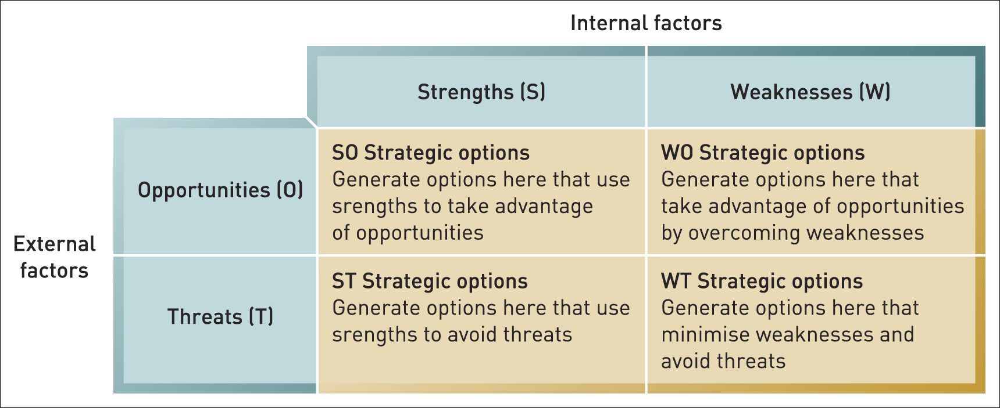 Internal factors
Strengths (S)
Weaknesses (W)
External
factors
Opportunities (O)
SO Strategic options
Generate options here that use
srengths to take advantage
of opportunities
WO Strategic options
Generate options here that
take advantage of opportunities
by overcoming weaknesses
Threats (T)
ST Strategic options
Generate options here that use
srengths to avoid threats
WT Strategic options
Generate options here that
minimise weaknesses and
avoid threats